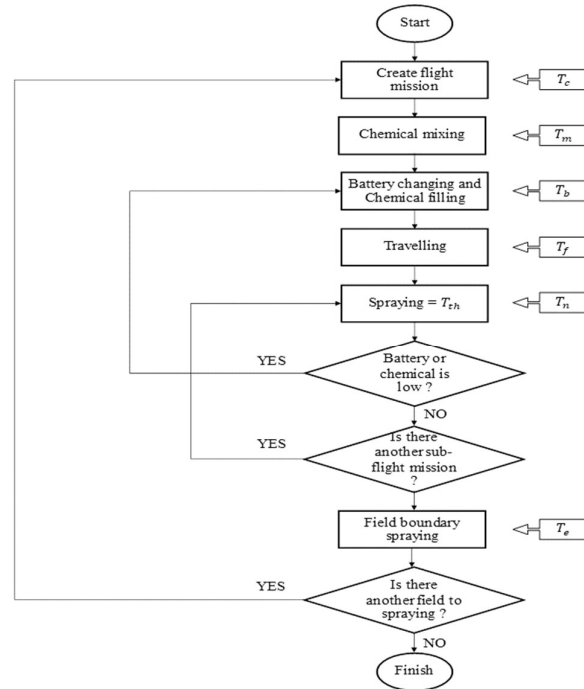 Start
Create flight
mission
T_c
Chemical mixing
T_m
Battery changing and
Chemical filling
T_b
Travelling
T_f
Spraying = T_th
T_n
YES
Battery or
chemical is
low ?
NO
YES
Is there
another sub-
flight mission
?
Field boundary
spraying
T_e
YES
Is there
another field to
spraying ?
NO
Finish